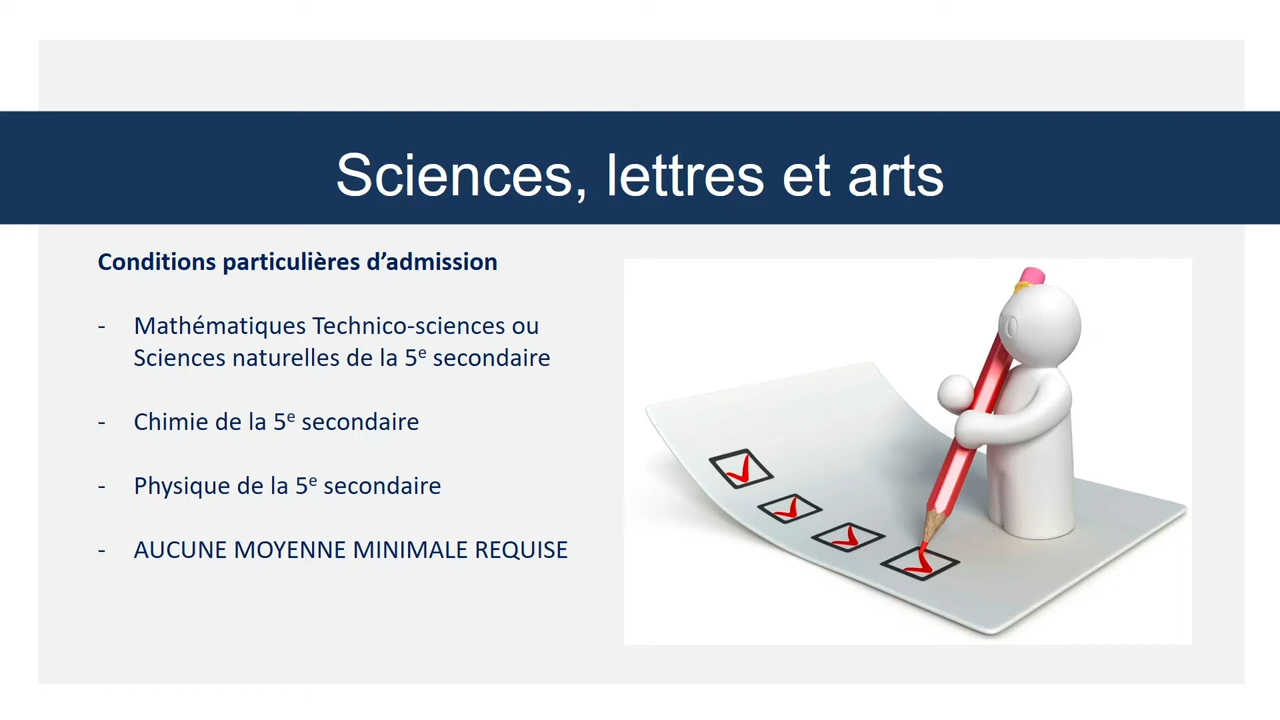 Sciences, lettres et arts
Conditions particulières d’admission
- Mathématiques Technico-sciences ou
Sciences naturelles de la 5e secondaire
- Chimie de la 5e secondaire
- Physique de la 5e secondaire
- AUCUNE MOYENNE MINIMALE REQUISE